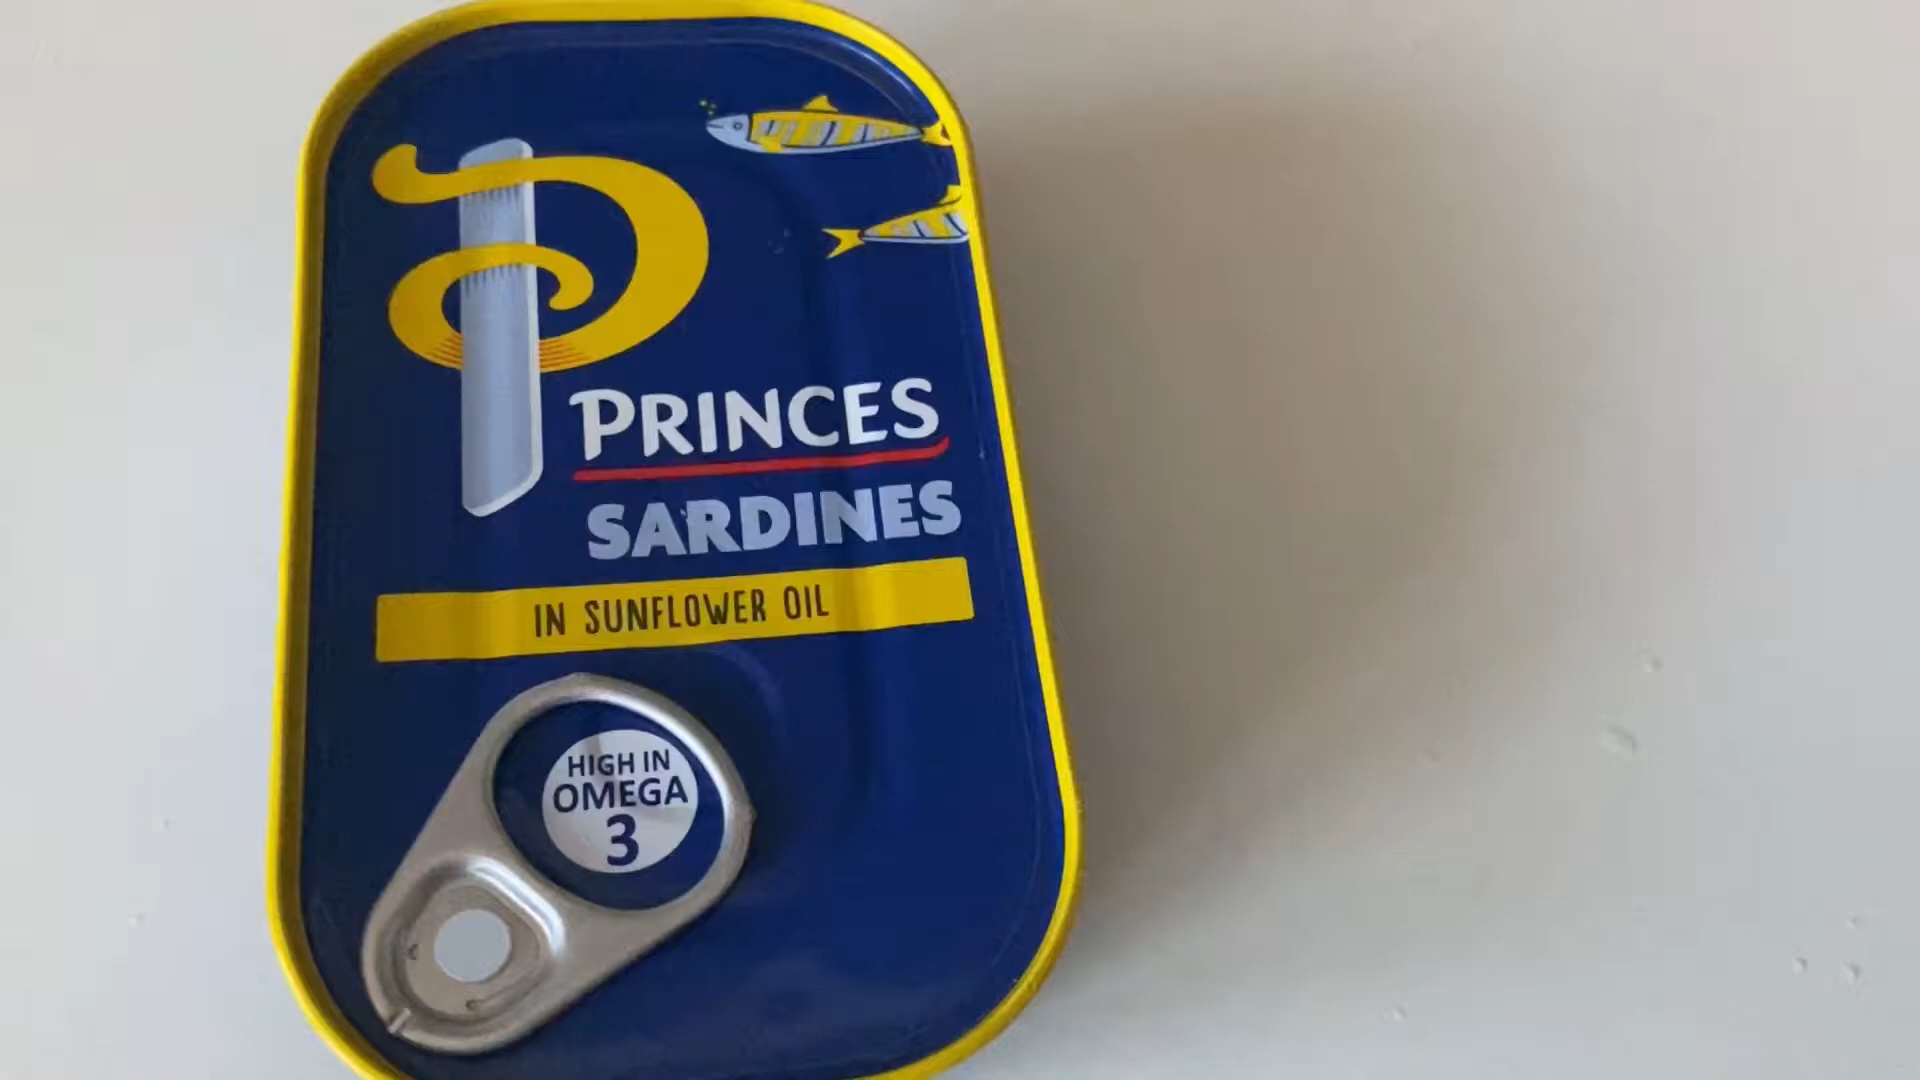 PRINCES
SARDINES
IN SUNFLOWER OIL
HIGH IN
OMEGA
3